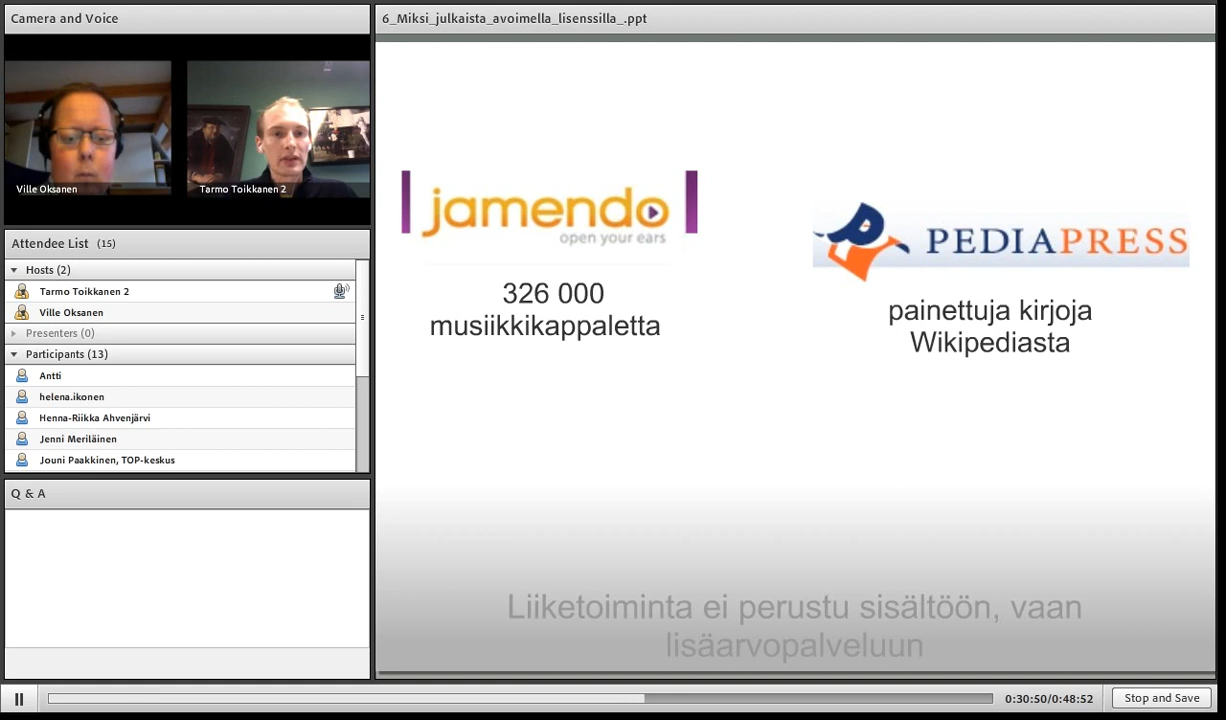 Camera and Voice
Ville Oksanen
Tarmo Toikkanen 2
Attendee List (15)
Hosts (2)
Tarmo Toikkanen 2
Ville Oksanen
Presenters (0)
Participants (13)
Antti
helena.ikonen
Henna-Riikka Ahvenjärvi
Jenni Meriläinen
Jouni Paakkinen, TOP-keskus
Q & A
6_Miksi_julkaista_avoimella_lisenssilla_.ppt
jamendo
open your ears
326 000
musiikkikappaletta
PEDIAPRESS
painettuja kirjoja
Wikipediasta
Liiketoiminta ei perustu sisältöön, vaan
lisäarvopalveluun
0:30:50/0:48:52
Stop and Save